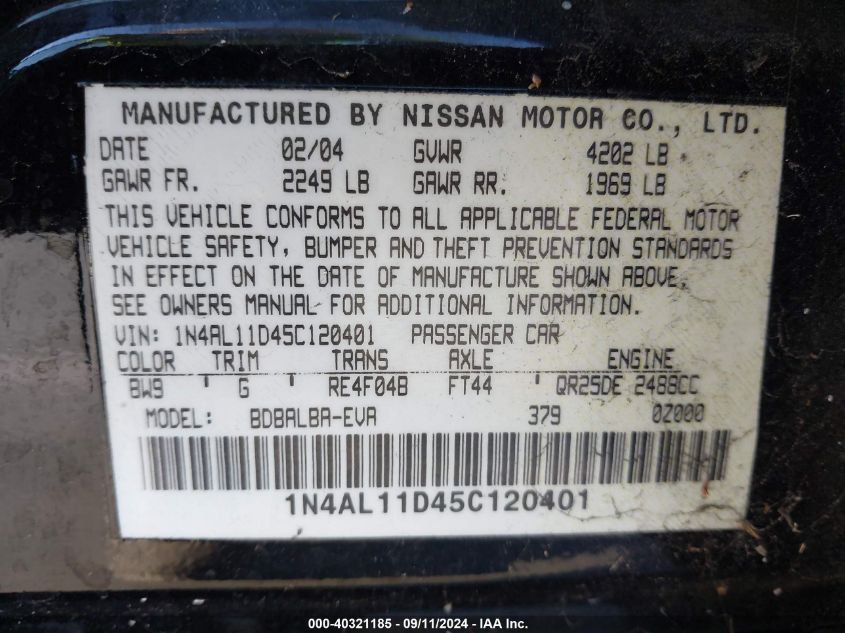 MANUFACTURED BY NISSAN MOTOR CO., LTD.
DATE 02/04 GVWR 4202 LB
GAWR FR. 2249 LB GAWR RR. 1969 LB
THIS VEHICLE CONFORMS TO ALL APPLICABLE FEDERAL MOTOR
VEHICLE SAFETY, BUMPER AND THEFT PREVENTION STANDARDS
IN EFFECT ON THE DATE OF MANUFACTURE SHOWN ABOVE.
SEE OWNERS MANUAL FOR ADDITIONAL INFORMATION.
VIN: 1N4AL11D45C120401 PASSENGER CAR
COLOR TRIM TRANS AXLE ENGINE
BW9 ' G ' RE4F04B FT44 ' QR25DE 2488CC
MODEL: BDBALBA-EVA 379 0Z000
1N4AL11D45C120401
000-40321185 - 09/11/2024 - IAA Inc.